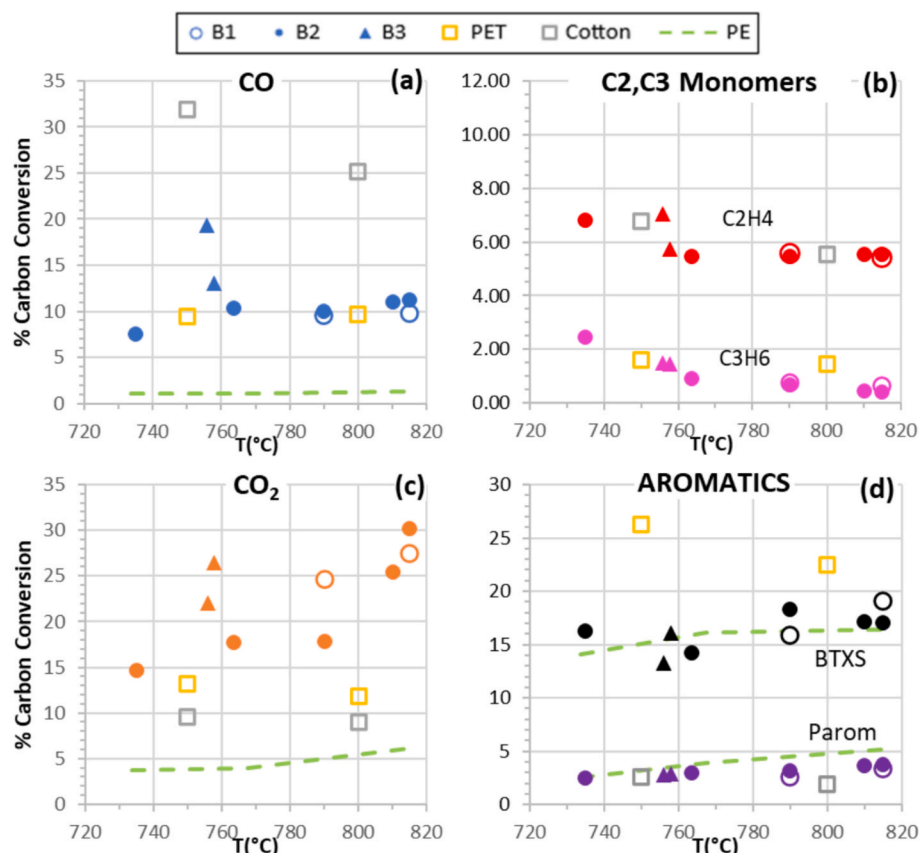 B1 B2 B3 PET Cotton PE
CO (a)
35
30
25
20
15
10
5
0
% Carbon Conversion
720 740 760 780 800 820
T(°C)
C2,C3 Monomers (b)
12.00
10.00
8.00
6.00
4.00
2.00
0.00
C2H4
C3H6
720 740 760 780 800 820
T(°C)
CO₂ (c)
35
30
25
20
15
10
5
0
% Carbon Conversion
720 740 760 780 800 820
T(°C)
AROMATICS (d)
30
25
20
15
10
5
0
BTXS
Parom
720 740 760 780 800 820
T(°C)